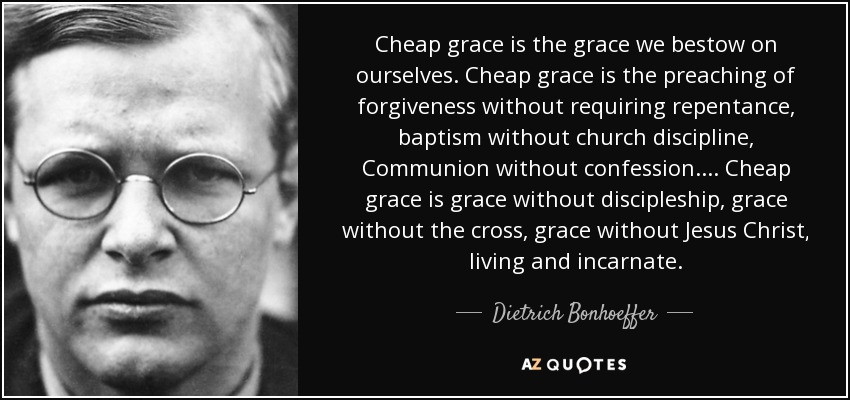 Cheap grace is the grace we bestow on
ourselves. Cheap grace is the preaching of
forgiveness without requiring repentance,
baptism without church discipline,
Communion without confession.... Cheap
grace is grace without discipleship, grace
without the cross, grace without Jesus Christ,
living and incarnate.
Dietrich Bonhoeffer
AZ QUOTES